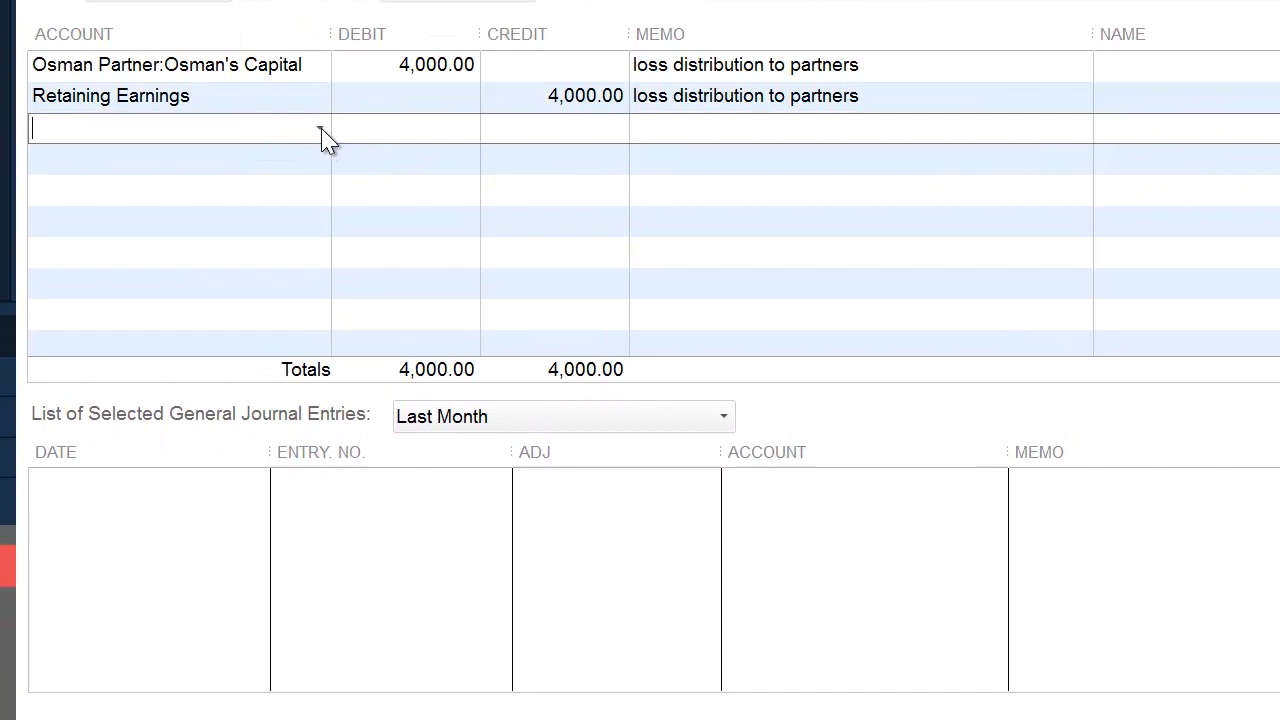 ACCOUNT DEBIT CREDIT MEMO NAME
Osman Partner:Osman's Capital 4,000.00 loss distribution to partners
Retaining Earnings 4,000.00 loss distribution to partners
Totals 4,000.00 4,000.00
List of Selected General Journal Entries: Last Month
DATE ENTRY. NO. ADJ ACCOUNT MEMO